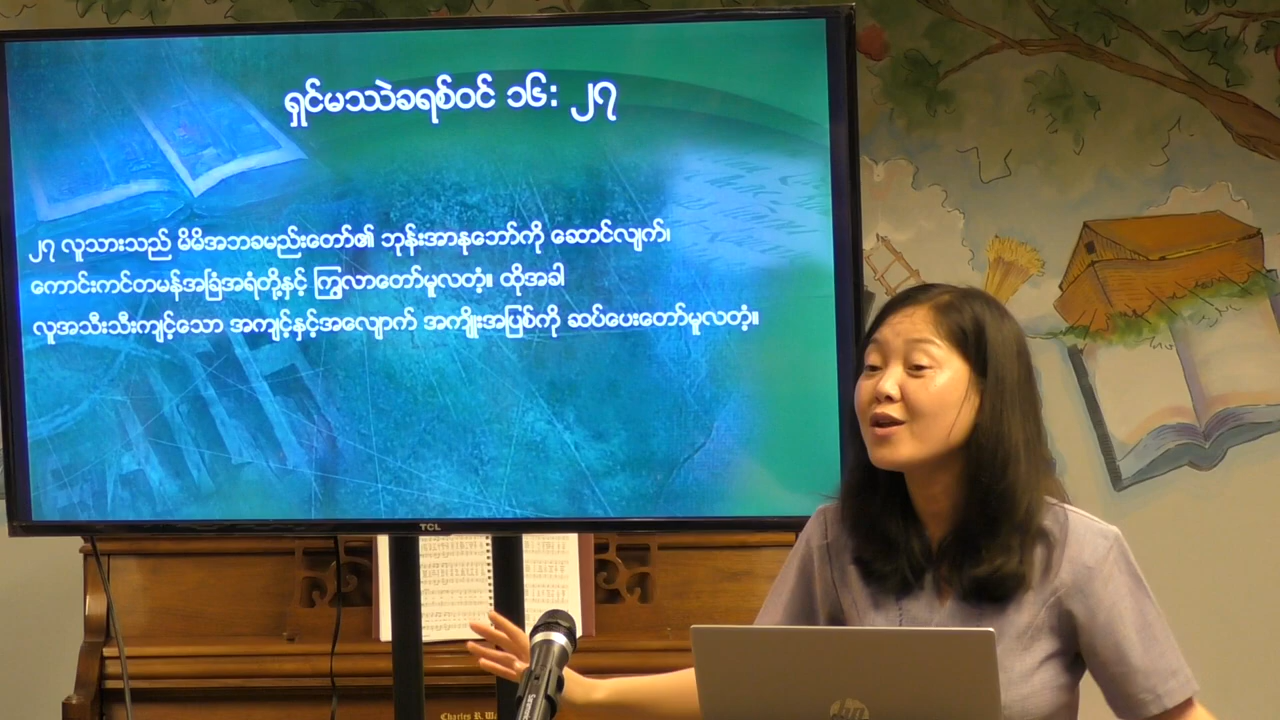 ရှင်မဿဲခရစ်ဝင် ၁၆: ၂၇
၂၇ လူသားသည် မိမိအဘခမည်းတော်၏ ဘုန်းအာနုဘော်ကို ဆောင်လျက်၊
ကောင်းကင်တမန်အခြံအရံတို့နှင့် ကြွလာတော်မူလတံ့။ ထိုအခါ
လူအသီးသီးကျင့်သော အကျင့်နှင့်အလျောက် အကျိုးအပြစ်ကို ဆပ်ပေးတော်မူလတံ့။
TCL
Charles R.
hp